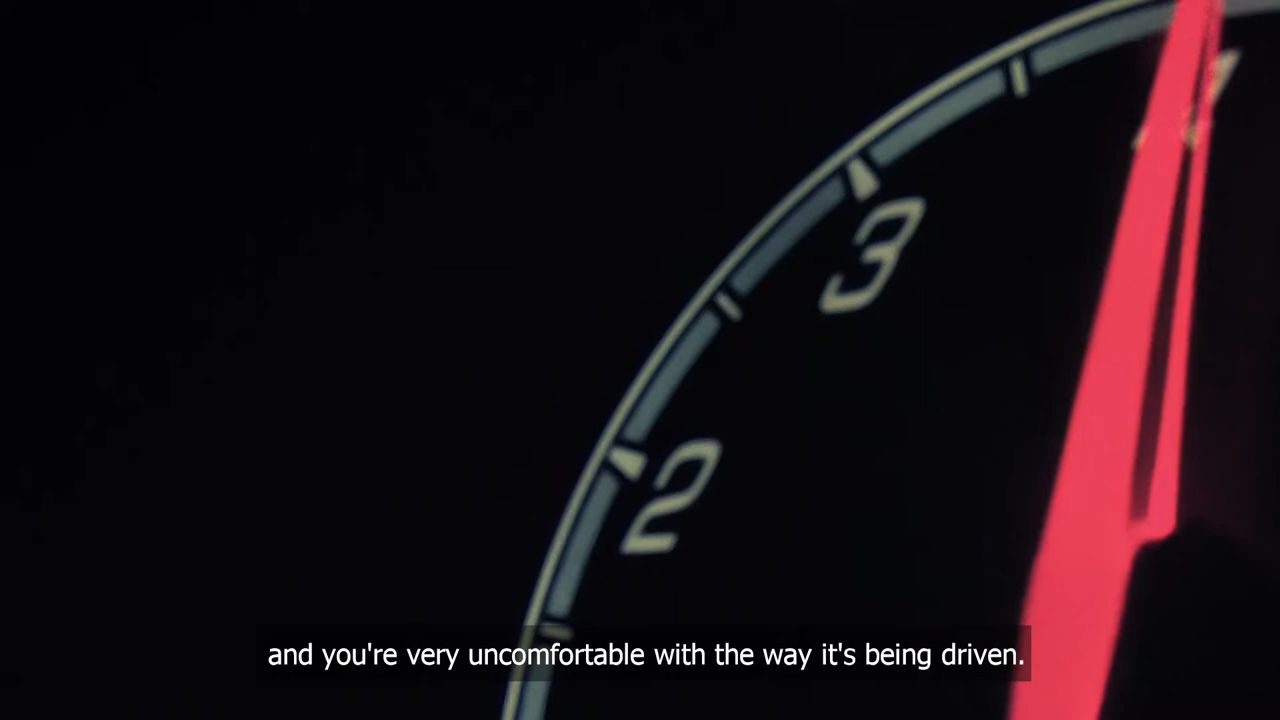 3
2
and you're very uncomfortable with the way it's being driven.